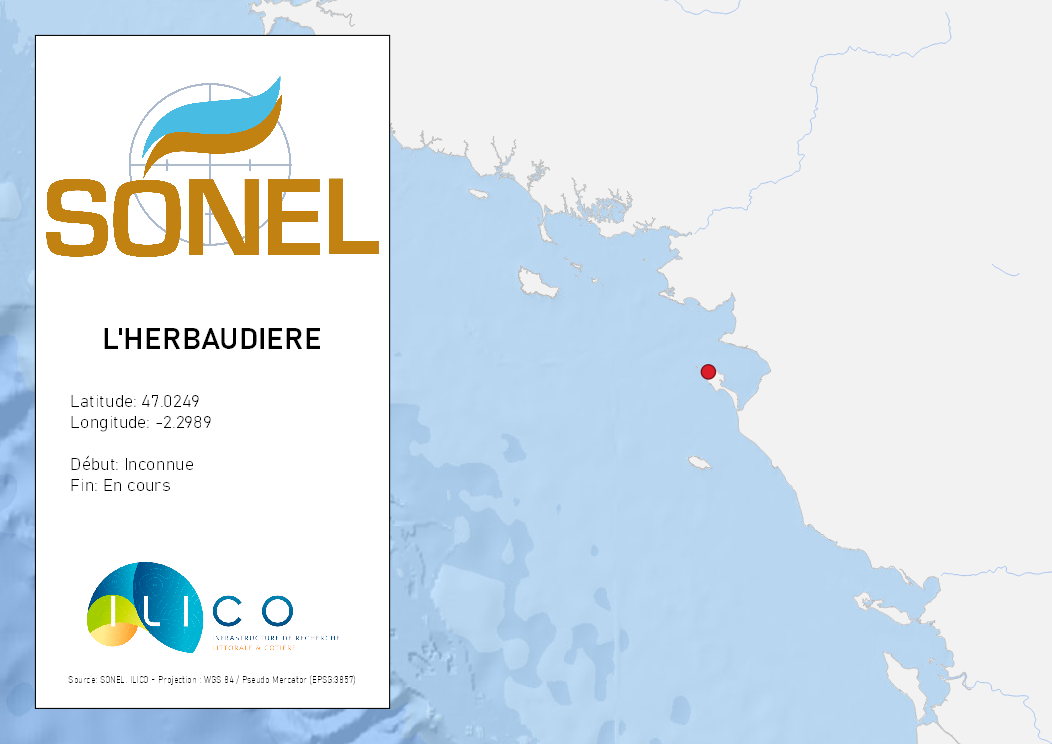 SONEL
L'HERBAUDIERE
Latitude: 47.0249
Longitude: -2.2989
Début: Inconnue
Fin: En cours
ILICO
INFRASTRUCTURE DE RECHERCHE
LITTORALE & CÔTIÈRE
Source: SONEL, ILICO - Projection : WGS 84 / Pseudo Mercator (EPSG:3857)